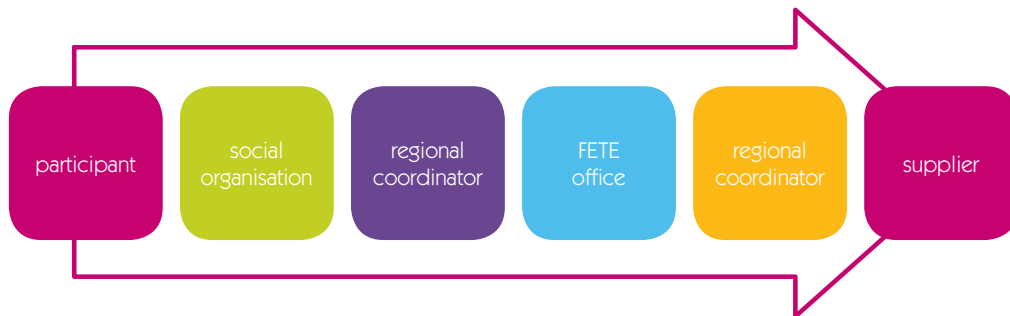 participant
social
organisation
regional
coordinator
FETE
office
regional
coordinator
supplier